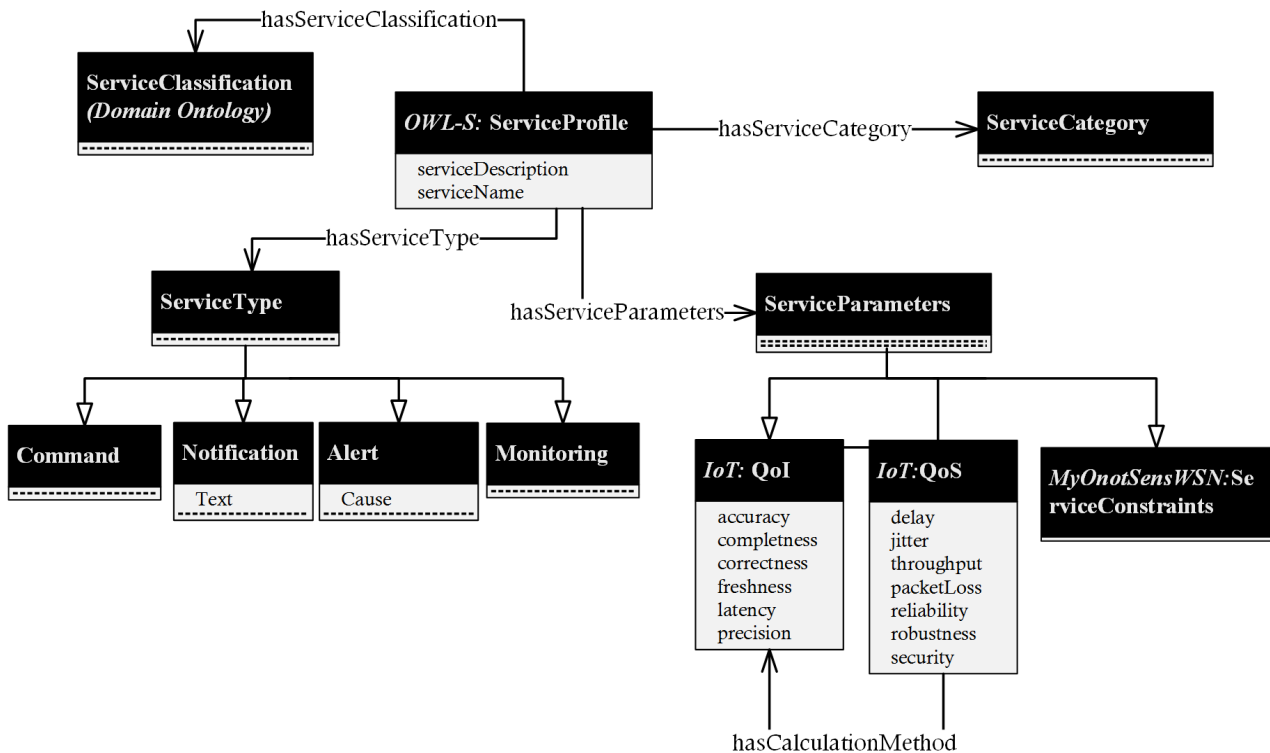 hasServiceClassification
ServiceClassification
(Domain Ontology)
OWL-S: ServiceProfile
serviceDescription
serviceName
hasServiceCategory
ServiceCategory
hasServiceType
ServiceType
hasServiceParameters
ServiceParameters
Command
Notification
Text
Alert
Cause
Monitoring
IoT: QoI
accuracy
completness
correctness
freshness
latency
precision
IoT:QoS
delay
jitter
throughput
packetLoss
reliability
robustness
security
MyOnotSensWSN:Se
rviceConstraints
hasCalculationMethod